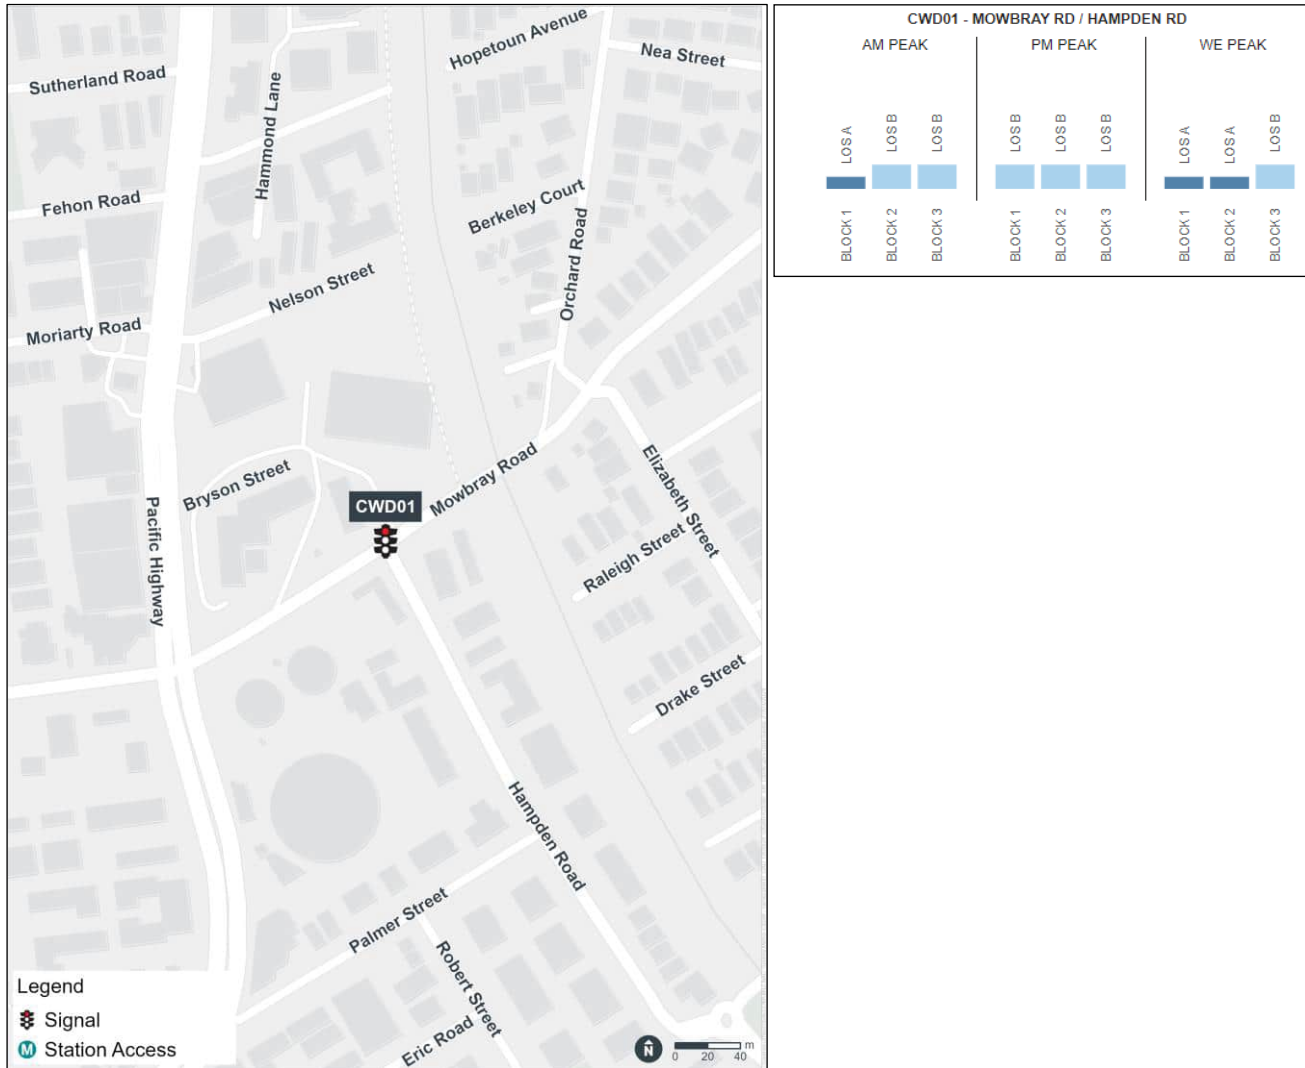 Hopetoun Avenue
Nea Street
Sutherland Road
Hammond Lane
Fehon Road
Berkeley Court
Orchard Road
Nelson Street
Moriarty Road
Bryson Street
Mowbray Road
CWD01
Pacific Highway
Elizabeth Street
Raleigh Street
Drake Street
Hampden Road
Palmer Street
Robert Street
Eric Road
Legend
Signal
M Station Access
N
0 20 40 m
CWD01 - MOWBRAY RD / HAMPDEN RD
AM PEAK PM PEAK WE PEAK
LOS A LOS B LOS B LOS B LOS B LOS B LOS A LOS A LOS B
BLOCK 1 BLOCK 2 BLOCK 3 BLOCK 1 BLOCK 2 BLOCK 3 BLOCK 1 BLOCK 2 BLOCK 3